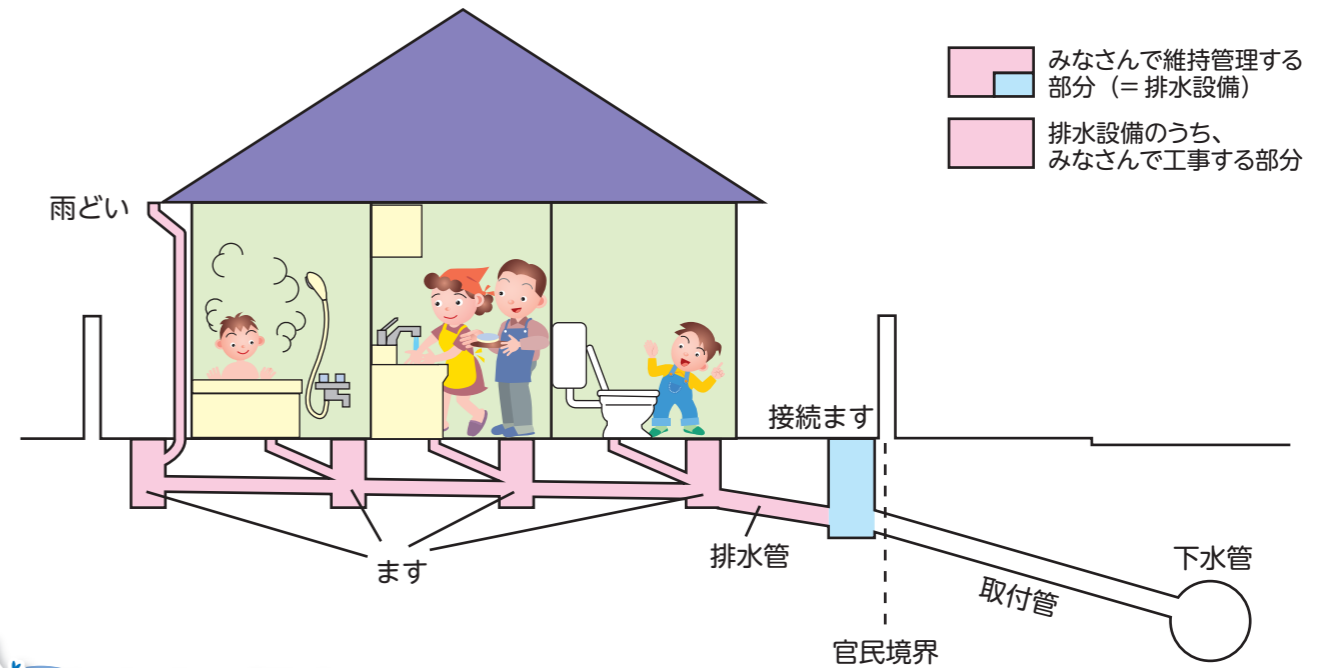 みなさんで維持管理する
部分（＝排水設備）
排水設備のうち、
みなさんで工事する部分
雨どい
接続ます
ます
排水管
取付管
下水管
官民境界